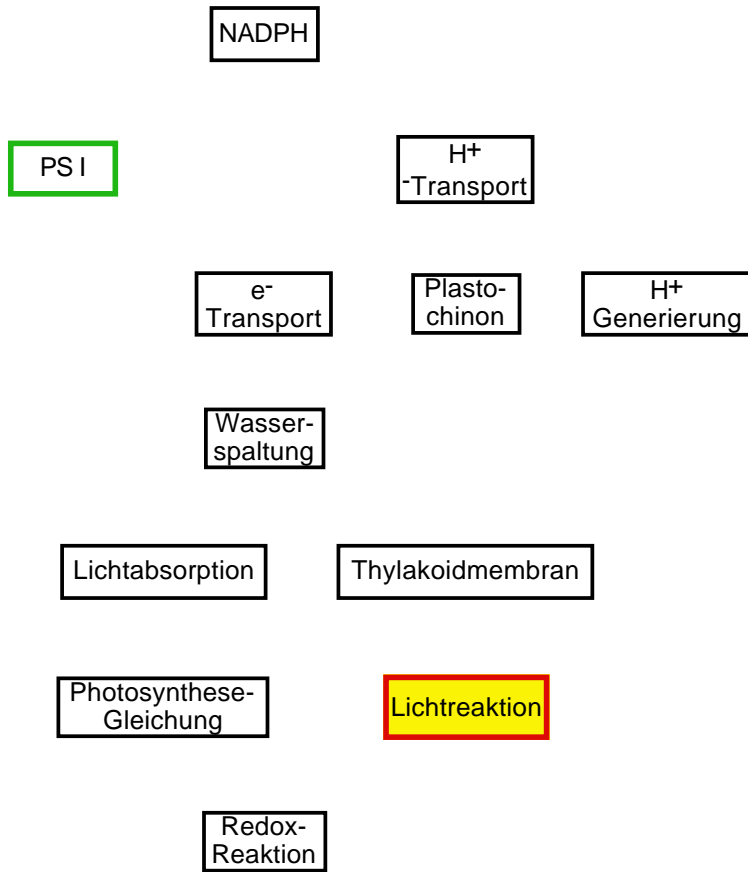 NADPH
PS I
H+
-Transport
e-
Transport
Plasto-
chinon
H+
Generierung
Wasser-
spaltung
Lichtabsorption
Thylakoidmembran
Photosynthese-
Gleichung
Lichtreaktion
Redox-
Reaktion